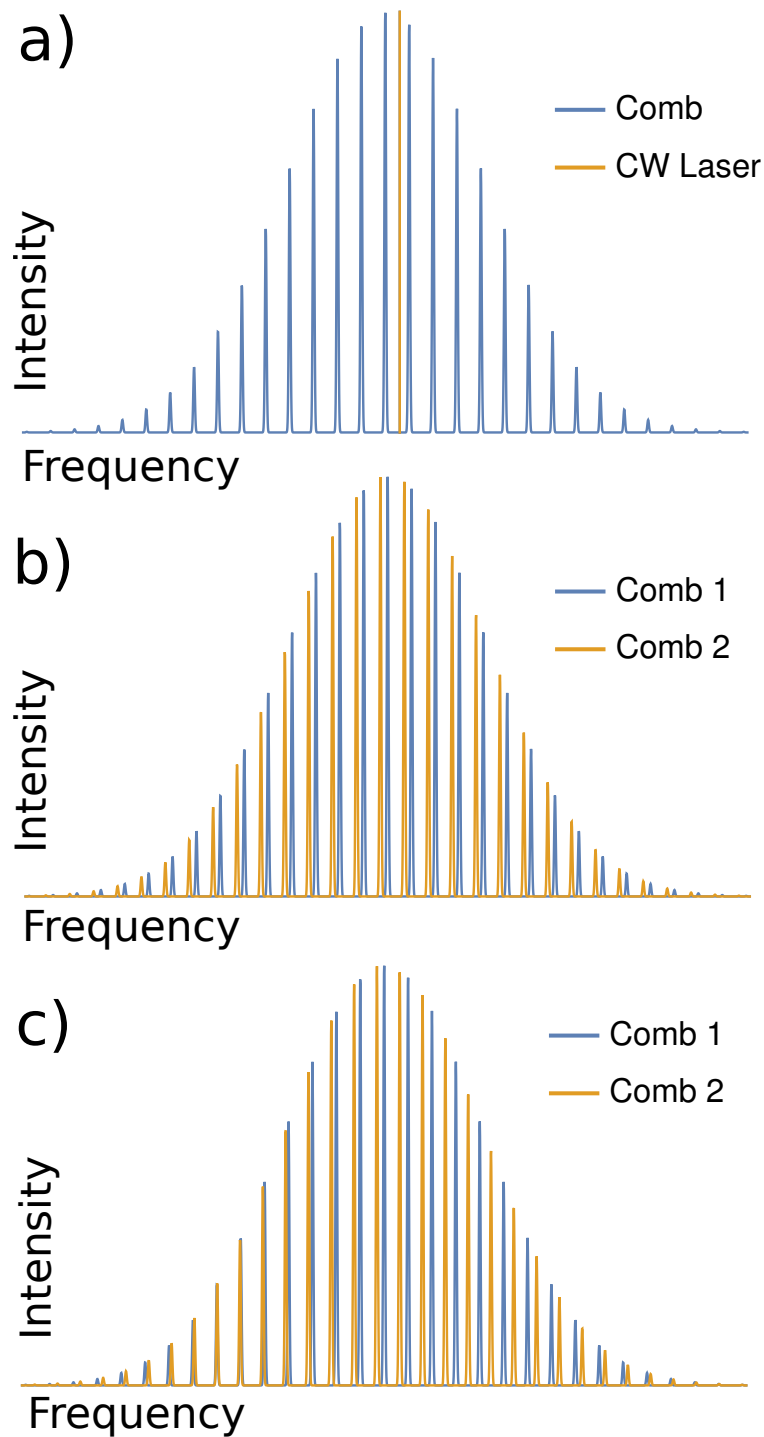 a)
Comb
CW Laser
Intensity
Frequency
b)
Comb 1
Comb 2
Intensity
Frequency
c)
Comb 1
Comb 2
Intensity
Frequency